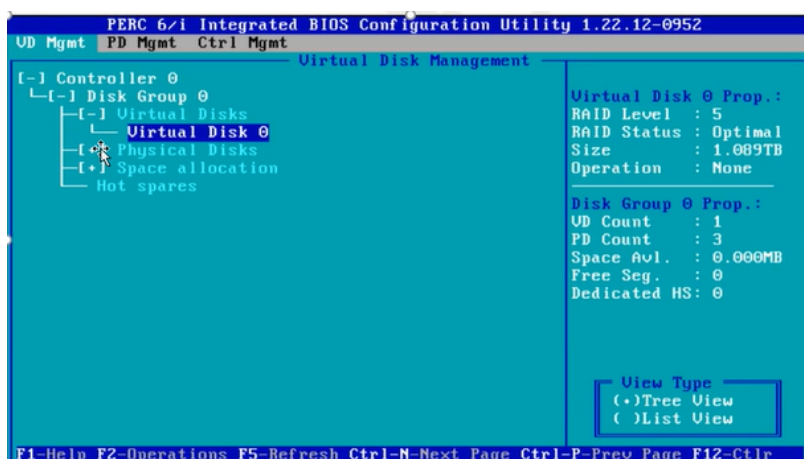 PERC 6/i Integrated BIOS Configuration Utility 1.22.12-0952
VD Mgmt PD Mgmt Ctrl Mgmt
Virtual Disk Management
[-] Controller 0
[-] Disk Group 0
[-] Virtual Disks
Virtual Disk 0
[+] Physical Disks
[+] Space allocation
Hot spares
Virtual Disk 0 Prop.:
RAID Level : 5
RAID Status : Optimal
Size : 1.089TB
Operation : None
Disk Group 0 Prop.:
VD Count : 1
PD Count : 3
Space Avl. : 0.000MB
Free Seg. : 0
Dedicated HS: 0
View Type
(•)Tree View
( )List View
F1-Help F2-Operations F5-Refresh Ctrl-N-Next Page Ctrl-P-Prev Page F12-Ctlr